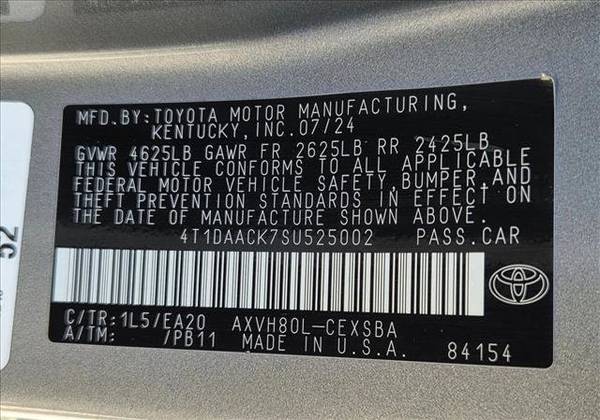 MFD. BY: TOYOTA MOTOR MANUFACTURING,
KENTUCKY, INC. 07/24
GVWR 4625LB GAWR FR 2625LB RR 2425LB
THIS VEHICLE CONFORMS TO ALL APPLICABLE
FEDERAL MOTOR VEHICLE SAFETY, BUMPER, AND
THEFT PREVENTION STANDARDS IN EFFECT ON
THE DATE OF MANUFACTURE SHOWN ABOVE.
4T1DAACK7SU525002 PASS.CAR
C/TR: 1L5/EA20 AXVH80L-CEXSBA
A/TM: /PB11 MADE IN U.S.A. 84154